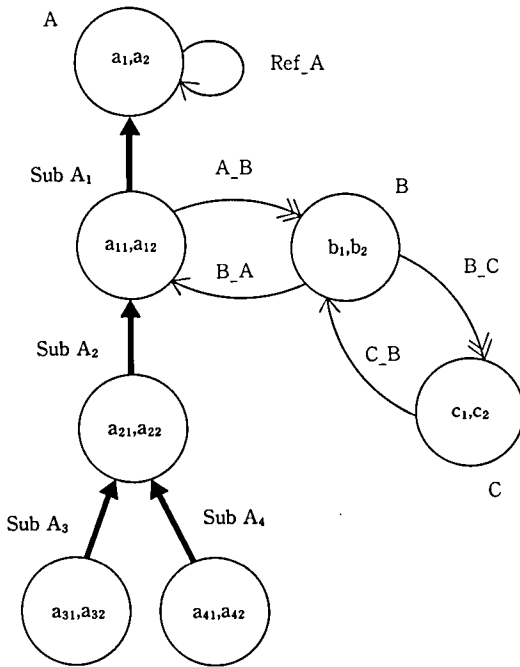 A
a₁,a₂
Ref_A
Sub A₁
A_B
B
a₁₁,a₁₂
b₁,b₂
B_A
B_C
Sub A₂
C_B
a₂₁,a₂₂
c₁,c₂
C
Sub A₃
Sub A₄
a₃₁,a₃₂
a₄₁,a₄₂